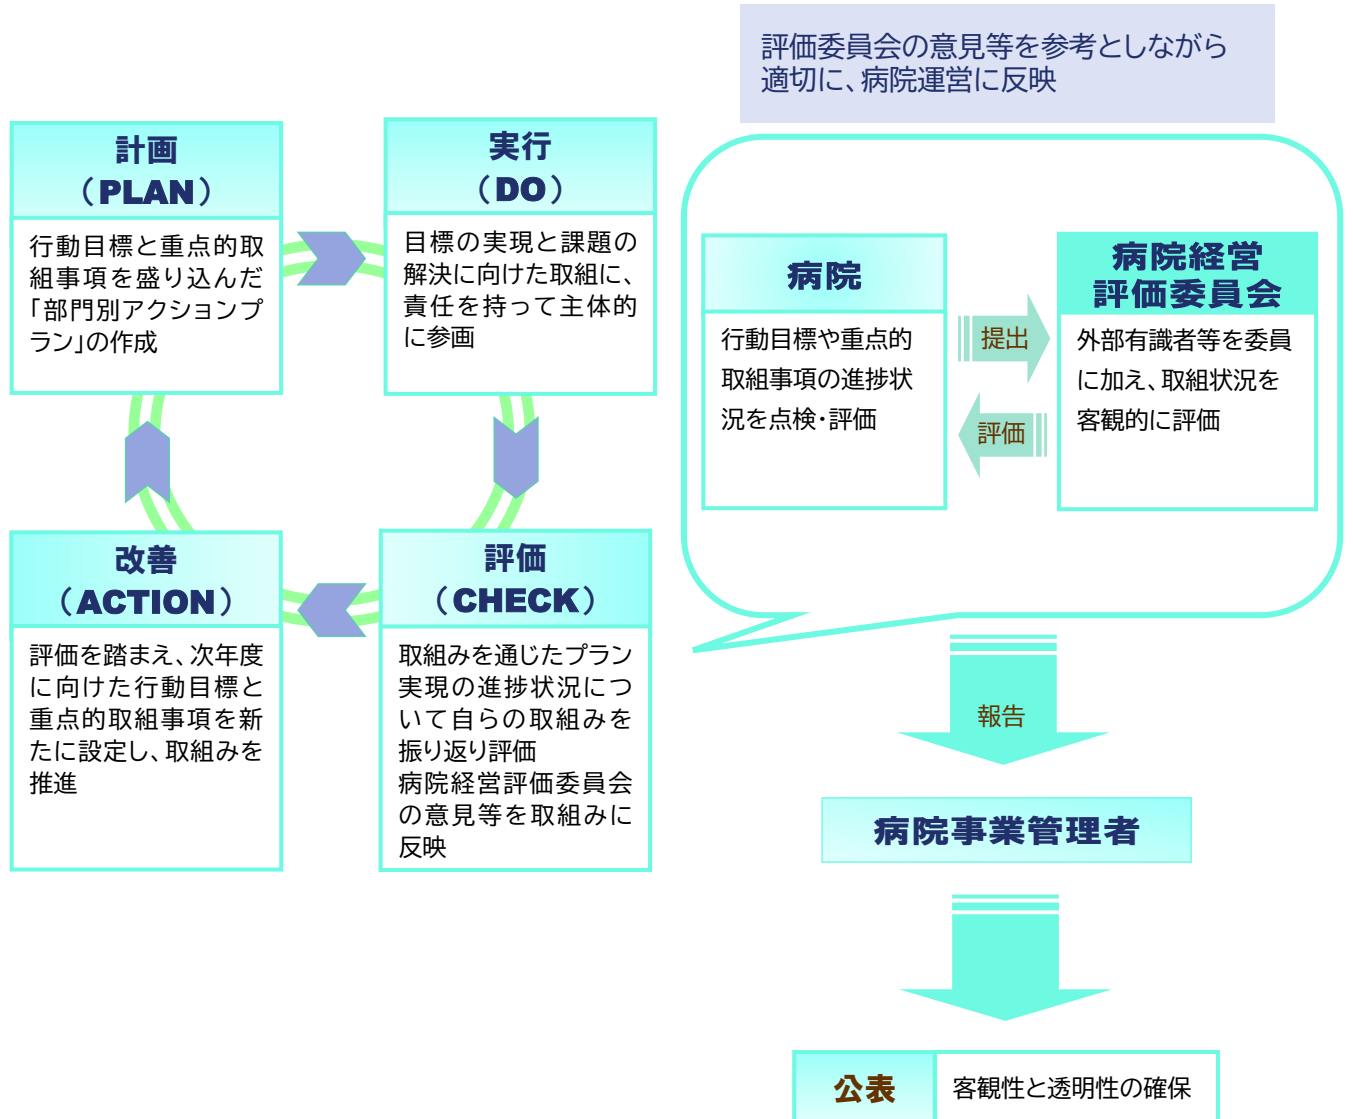 評価委員会の意見等を参考としながら
適切に、病院運営に反映
計画
（PLAN）
行動目標と重点的取
組事項を盛り込んだ
「部門別アクションプ
ラン」の作成
実行
（DO）
目標の実現と課題の
解決に向けた取組に、
責任を持って主体的
に参画
改善
（ACTION）
評価を踏まえ、次年度
に向けた行動目標と
重点的取組事項を新
たに設定し、取組みを
推進
評価
（CHECK）
取組みを通じたプラン
実現の進捗状況につ
いて自らの取組みを
振り返り評価
病院経営評価委員会
の意見等を取組みに
反映
病院
行動目標や重点的
取組事項の進捗状
況を点検・評価
提出
評価
病院経営
評価委員会
外部有識者等を委員
に加え、取組状況を
客観的に評価
報告
病院事業管理者
公表
客観性と透明性の確保